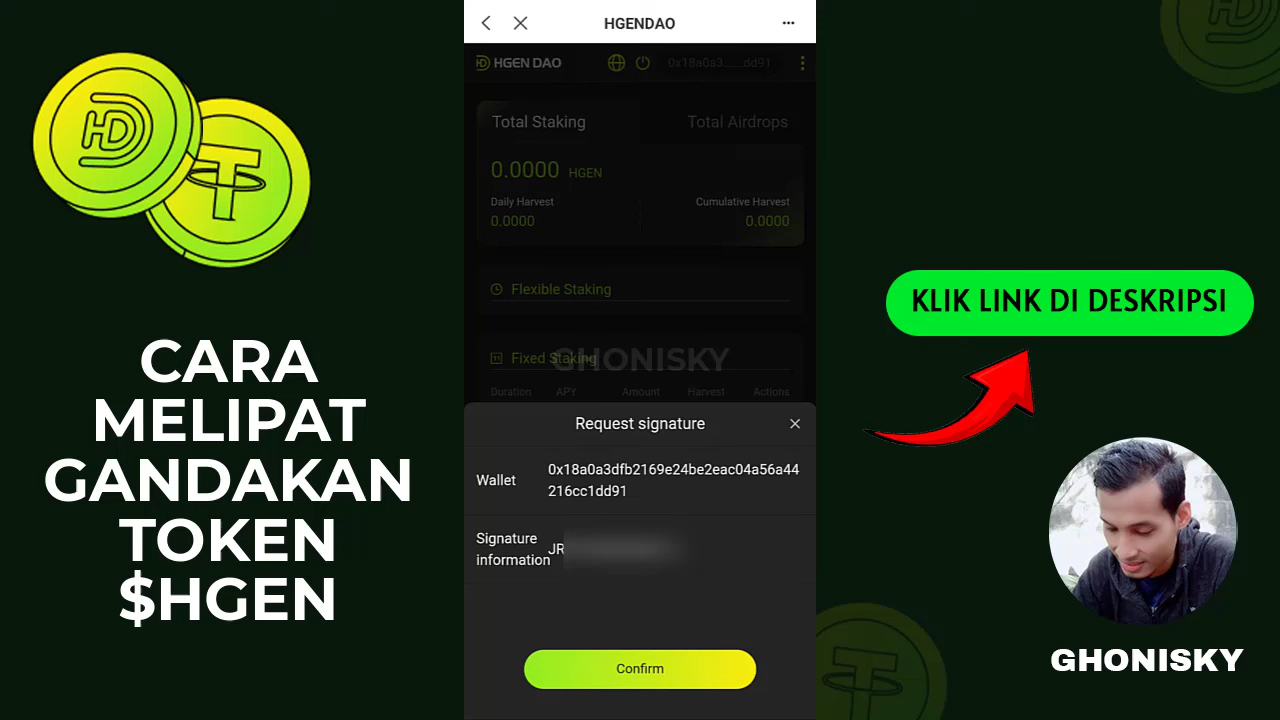 HGENDAO
HGEN DAO
0x18a0a3......dd91
Total Staking
Total Airdrops
0.0000 HGEN
Daily Harvest
Cumulative Harvest
0.0000
0.0000
Flexible Staking
Fixed Staking
GHONISKY
Duration APY Amount Harvest Actions
Request signature
Wallet
0x18a0a3dfb2169e24be2eac04a56a44
216cc1dd91
Signature
information
JR
Confirm
CARA
MELIPAT
GANDAKAN
TOKEN
$HGEN
KLIK LINK DI DESKRIPSI
GHONISKY